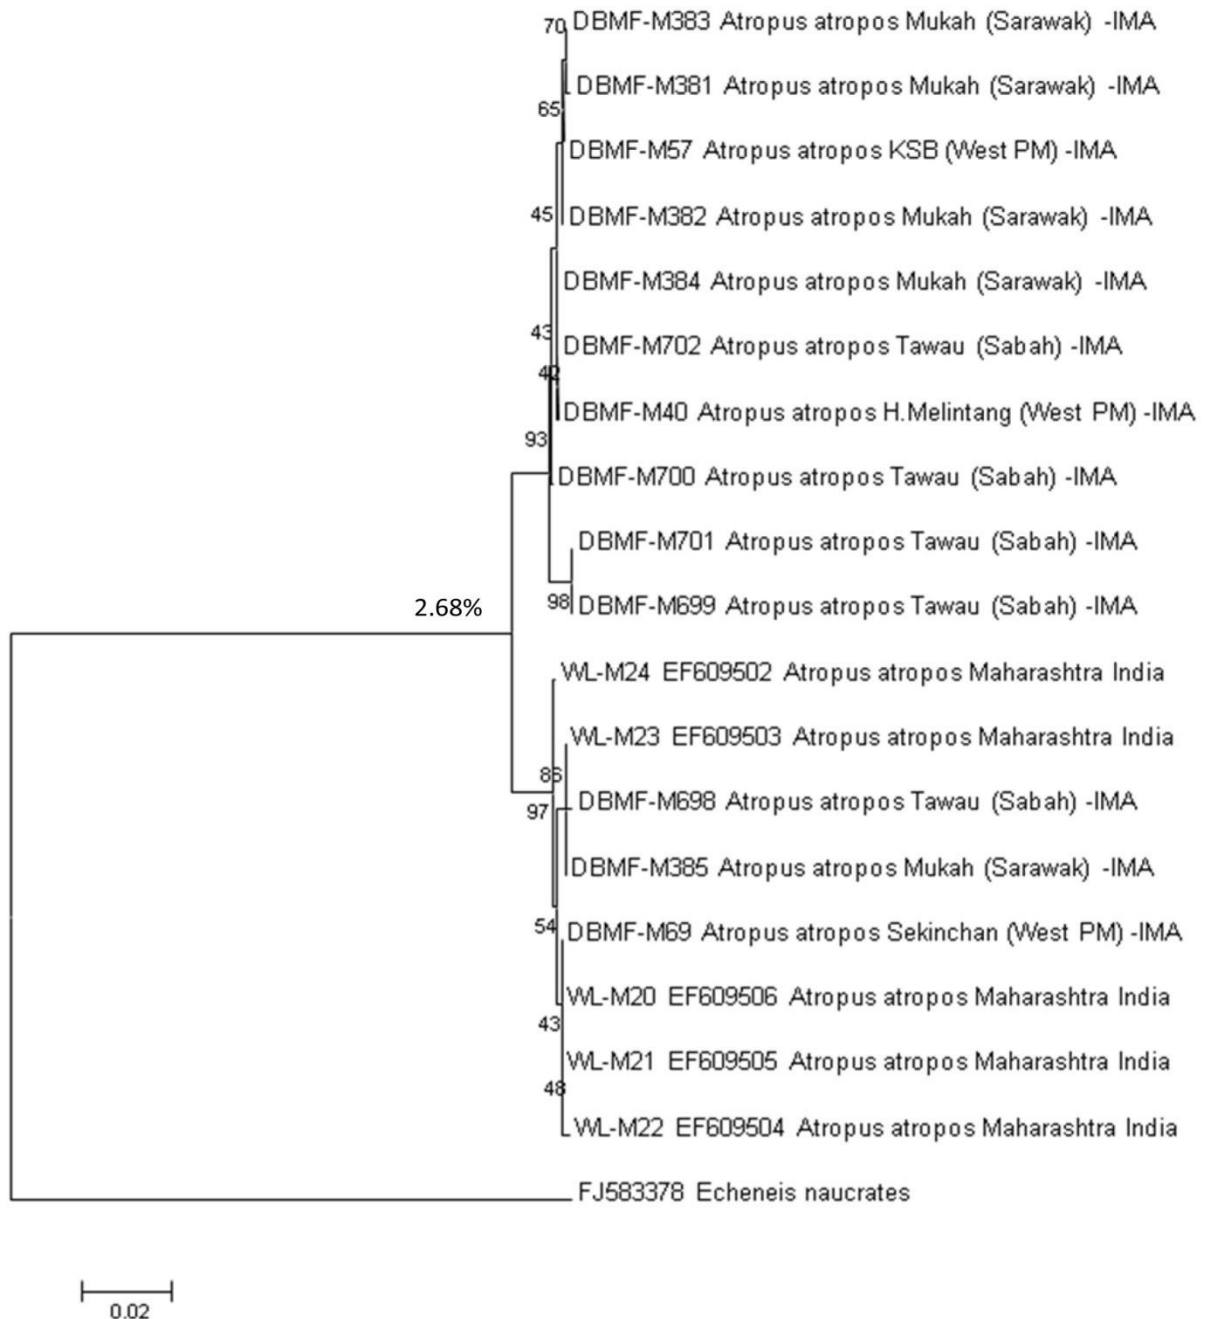 70 DBMF-M383 Atropus atropos Mukah (Sarawak) -IMA
DBMF-M381 Atropus atropos Mukah (Sarawak) -IMA
65
DBMF-M57 Atropus atropos KSB (West PM) -IMA
45 DBMF-M382 Atropus atropos Mukah (Sarawak) -IMA
DBMF-M384 Atropus atropos Mukah (Sarawak) -IMA
43
DBMF-M702 Atropus atropos Tawau (Sabah) -IMA
42
DBMF-M40 Atropus atropos H.Melintang (West PM) -IMA
93
DBMF-M700 Atropus atropos Tawau (Sabah) -IMA
DBMF-M701 Atropus atropos Tawau (Sabah) -IMA
2.68%
98 DBMF-M699 Atropus atropos Tawau (Sabah) -IMA
WL-M24 EF609502 Atropus atropos Maharashtra India
WL-M23 EF609503 Atropus atropos Maharashtra India
86
DBMF-M698 Atropus atropos Tawau (Sabah) -IMA
97
DBMF-M385 Atropus atropos Mukah (Sarawak) -IMA
54 DBMF-M69 Atropus atropos Sekinchan (West PM) -IMA
WL-M20 EF609506 Atropus atropos Maharashtra India
43
WL-M21 EF609505 Atropus atropos Maharashtra India
48
WL-M22 EF609504 Atropus atropos Maharashtra India
FJ583378 Echeneis naucrates
0.02